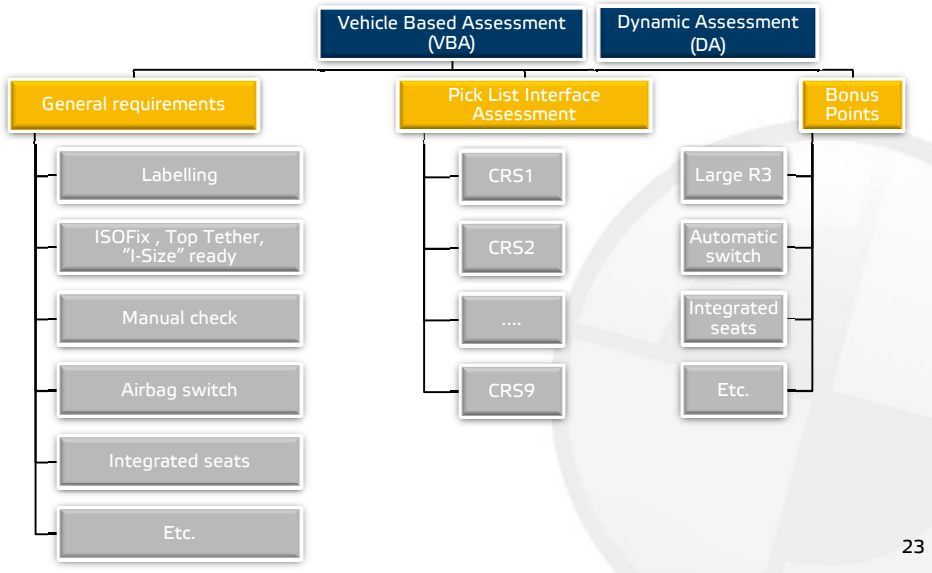 Vehicle Based Assessment
(VBA)
Dynamic Assessment
(DA)
General requirements
Labelling
ISOFix , Top Tether,
“I-Size” ready
Manual check
Airbag switch
Integrated seats
Etc.
Pick List Interface
Assessment
CRS1
CRS2
....
CRS9
Bonus
Points
Large R3
Automatic
switch
Integrated
seats
Etc.
23